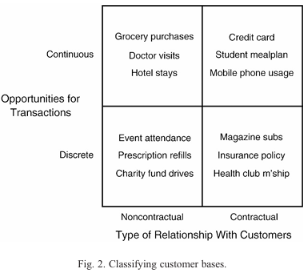 Continuous
Grocery purchases
Doctor visits
Hotel stays
Credit card
Student mealplan
Mobile phone usage
Opportunities for
Transactions
Discrete
Event attendance
Prescription refills
Charity fund drives
Magazine subs
Insurance policy
Health club m'ship
Noncontractual
Contractual
Type of Relationship With Customers
Fig. 2. Classifying customer bases.